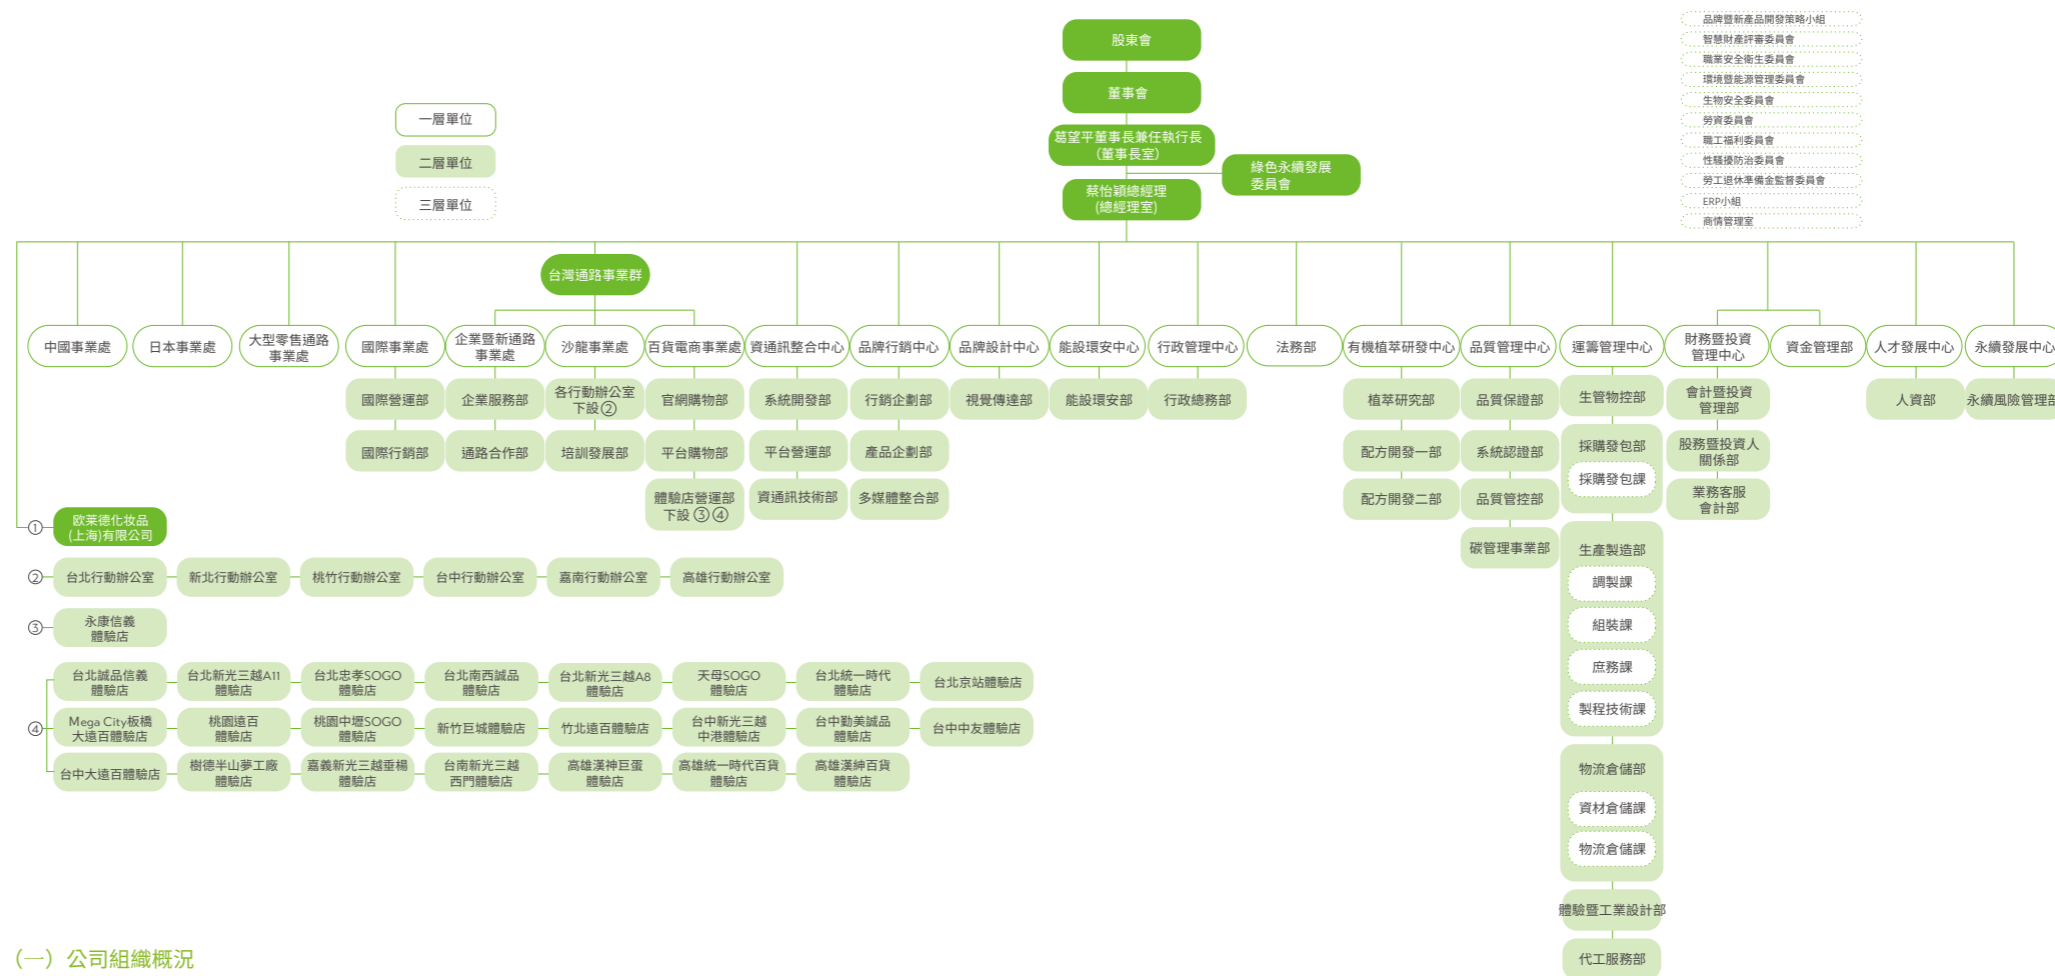 股東會
董事會
葛望平董事長兼任執行長
(董事長室)
綠色永續發展
委員會
蔡怡穎總經理
(總經理室)
一層單位
二層單位
三層單位
品牌暨新產品開發策略小組
智慧財產評審委員會
職業安全衛生委員會
環境暨能源管理委員會
生物安全委員會
勞資委員會
職工福利委員會
性騷擾防治委員會
勞工退休準備金監督委員會
ERP小組
商情管理室
台灣通路事業群
中國事業處
日本事業處
大型零售通路
事業處
國際事業處
企業暨新通路
事業處
沙龍事業處
百貨電商事業處
資通訊整合中心
品牌行銷中心
品牌設計中心
能設環安中心
行政管理中心
法務部
有機植萃研發中心
品質管理中心
運籌管理中心
財務暨投資
管理中心
資金管理部
人才發展中心
永續發展中心
國際營運部
國際行銷部
企業服務部
通路合作部
各行動辦公室
下設②
培訓發展部
官網購物部
平台購物部
體驗店營運部
下設③④
系統開發部
平台營運部
資通訊技術部
行銷企劃部
產品企劃部
多媒體整合部
視覺傳達部
能設環安部
行政總務部
植萃研究部
配方開發一部
配方開發二部
品質保證部
系統認證部
品質管控部
碳管理事業部
生管物控部
採購發包部
採購發包課
生產製造部
調製課
組裝課
庶務課
製程技術課
物流倉儲部
資材倉儲課
物流倉儲課
體驗暨工業設計部
代工服務部
會計暨投資
管理部
股務暨投資人
關係部
業務客服
會計部
人資部
永續風險管理部
①
欧莱德化妆品
(上海)有限公司
②
台北行動辦公室
新北行動辦公室
桃竹行動辦公室
台中行動辦公室
嘉南行動辦公室
高雄行動辦公室
③
永康信義
體驗店
④
台北誠品信義
體驗店
台北新光三越A11
體驗店
台北忠孝SOGO
體驗店
台北南西誠品
體驗店
台北新光三越A8
體驗店
天母SOGO
體驗店
台北統一時代
體驗店
台北京站體驗店
Mega City板橋
大遠百體驗店
桃園遠百
體驗店
桃園中壢SOGO
體驗店
新竹巨城體驗店
竹北遠百體驗店
台中新光三越
中港體驗店
台中勤美誠品
體驗店
台中中友體驗店
台中大遠百體驗店
樹德半山夢工廠
體驗店
嘉義新光三越垂楊
體驗店
台南新光三越
西門體驗店
高雄漢神巨蛋
體驗店
高雄統一時代百貨
體驗店
高雄漢紳百貨
體驗店
(一)公司組織概況